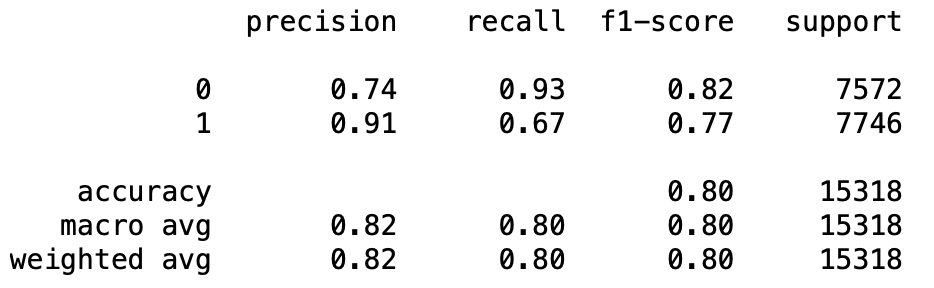 precision recall f1-score support
0 0.74 0.93 0.82 7572
1 0.91 0.67 0.77 7746
accuracy 0.80 15318
macro avg 0.82 0.80 0.80 15318
weighted avg 0.82 0.80 0.80 15318